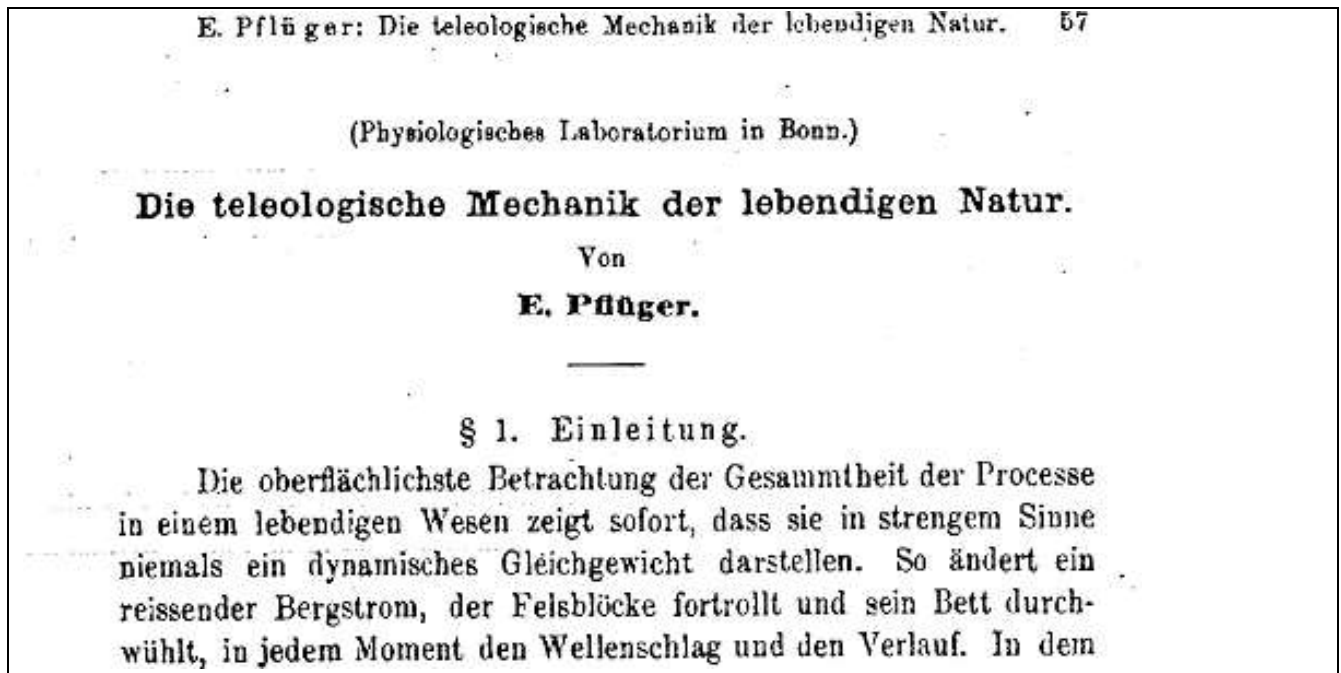 E. Pflüger: Die teleologische Mechanik der lebendigen Natur. 57
(Physiologisches Laboratorium in Bonn.)
Die teleologische Mechanik der lebendigen Natur.
Von
E. Pflüger.
§ 1. Einleitung.
Die oberflächlichste Betrachtung der Gesammtheit der Processe
in einem lebendigen Wesen zeigt sofort, dass sie in strengem Sinne
niemals ein dynamisches Gleichgewicht darstellen. So ändert ein
reissender Bergstrom, der Felsblöcke fortrollt und sein Bett durch-
wühlt, in jedem Moment den Wellenschlag und den Verlauf. In dem